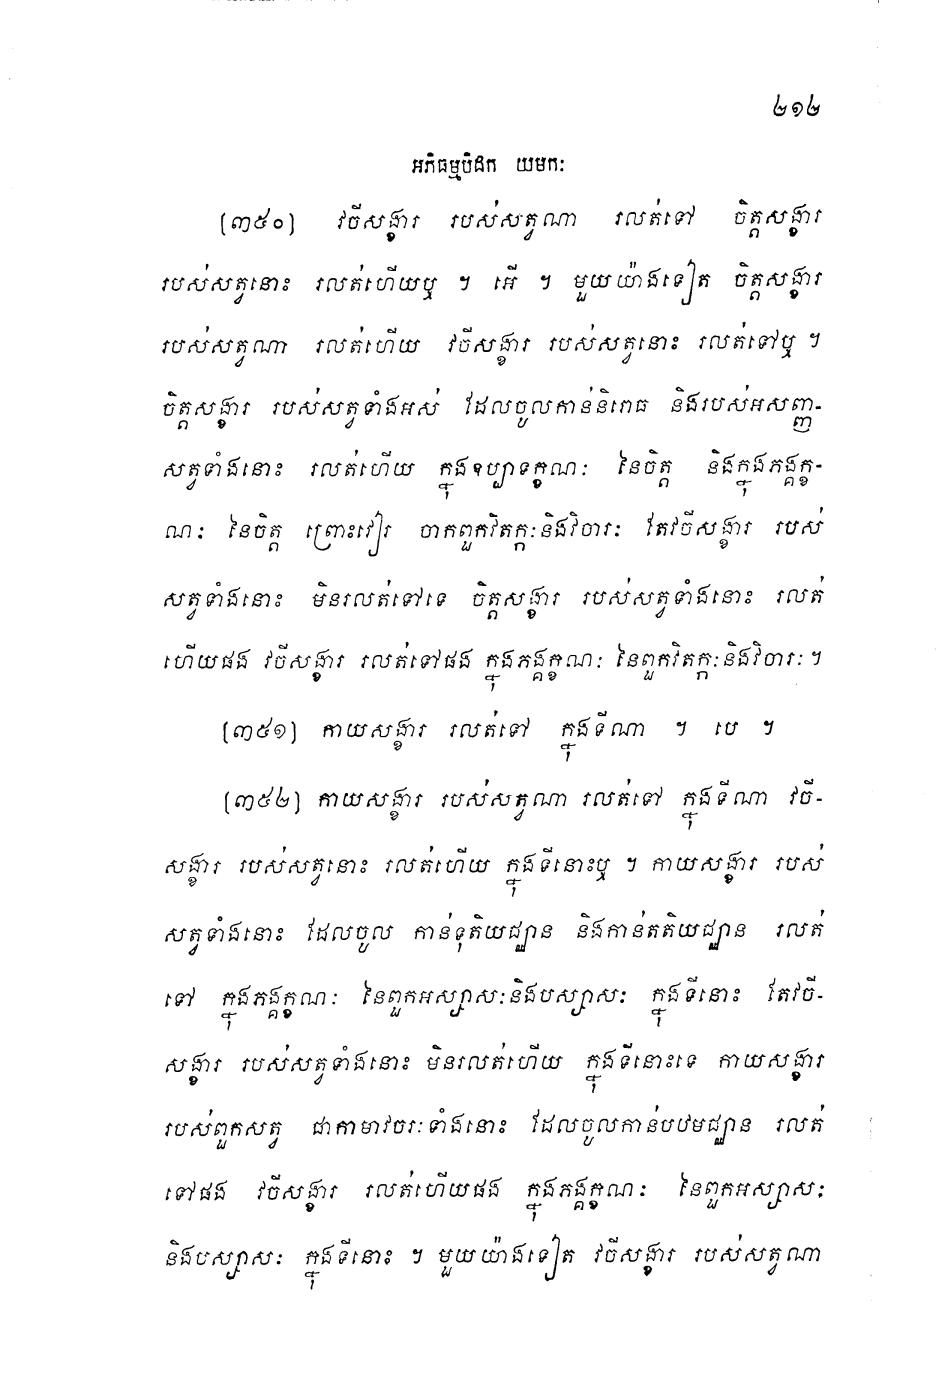 ២១២
អភិធម្មបិដក យមកៈ
(៣៥០) វចីសង្ខារ របស់សត្វណា រលត់ទៅ ចិត្តសង្ខារ
របស់សត្វនោះ រលត់ហើយឬ ។ អើ ។ មួយយ៉ាងទៀត ចិត្តសង្ខារ
របស់សត្វណា រលត់ហើយ វចីសង្ខារ របស់សត្វនោះ រលត់ទៅឬ ។
ចិត្តសង្ខារ របស់សត្វទាំងអស់ ដែលចូលកាន់និរោធ និងរបស់អសញ្ញ-
សត្វទាំងនោះ រលត់ហើយ ក្នុងឧប្បាទក្ខណៈ នៃចិត្ត និងក្នុងភង្គក្ខ-
ណៈ នៃចិត្ត ព្រោះវៀរ ចាកពួកវិតក្កៈនិងវិចារៈ តែវចីសង្ខារ របស់
សត្វទាំងនោះ មិនរលត់ទៅទេ ចិត្តសង្ខារ របស់សត្វទាំងនោះ រលត់
ហើយផង វចីសង្ខារ រលត់ទៅផង ក្នុងភង្គក្ខណៈ នៃពួកវិតក្កៈនិងវិចារៈ ។
(៣៥១) កាយសង្ខារ រលត់ទៅ ក្នុងទីណា ។ បេ ។
(៣៥២) កាយសង្ខារ របស់សត្វណា រលត់ទៅ ក្នុងទីណា វចី-
សង្ខារ របស់សត្វនោះ រលត់ហើយ ក្នុងទីនោះឬ ។ កាយសង្ខារ របស់
សត្វទាំងនោះ ដែលចូល កាន់ទុតិយជ្ឈាន និងកាន់តតិយជ្ឈាន រលត់
ទៅ ក្នុងភង្គក្ខណៈ នៃពួកអស្សាសៈនិងបស្សាសៈ ក្នុងទីនោះ តែវចី-
សង្ខារ របស់សត្វទាំងនោះ មិនរលត់ហើយ ក្នុងទីនោះទេ កាយសង្ខារ
របស់ពួកសត្វ ជាកាមាវចរៈទាំងនោះ ដែលចូលកាន់បឋមជ្ឈាន រលត់
ទៅផង វចីសង្ខារ រលត់ហើយផង ក្នុងភង្គក្ខណៈ នៃពួកអស្សាសៈ
និងបស្សាសៈ ក្នុងទីនោះ ។ មួយយ៉ាងទៀត វចីសង្ខារ របស់សត្វណា